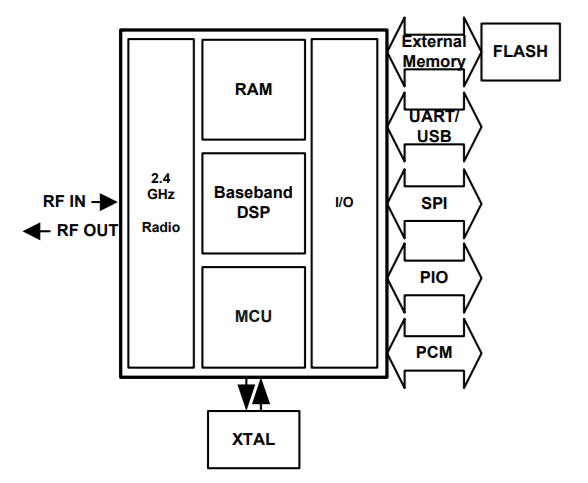 External
Memory
FLASH
RAM
UART/
USB
2.4
GHz
Radio
Baseband
DSP
I/O
RF IN
RF OUT
SPI
PIO
MCU
PCM
XTAL